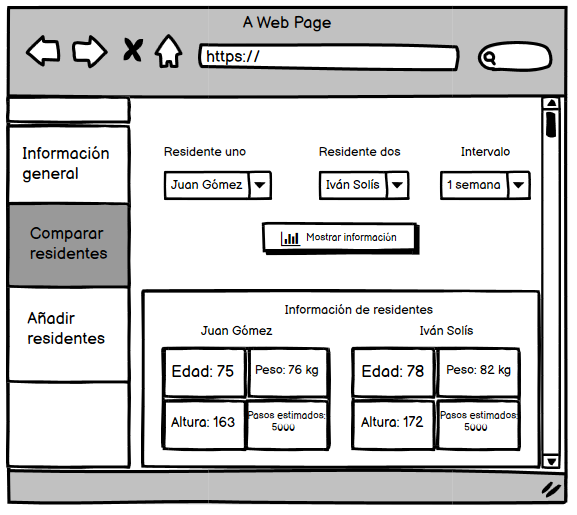 A Web Page
https://
Información
general
Comparar
residentes
Añadir
residentes
Residente uno
Residente dos
Intervalo
Juan Gómez
Iván Solís
1 semana
Mostrar información
Información de residentes
Juan Gómez
Iván Solís
Edad: 75
Peso: 76 kg
Edad: 78
Peso: 82 kg
Altura: 163
Pasos estimados:
5000
Altura: 172
Pasos estimados:
5000